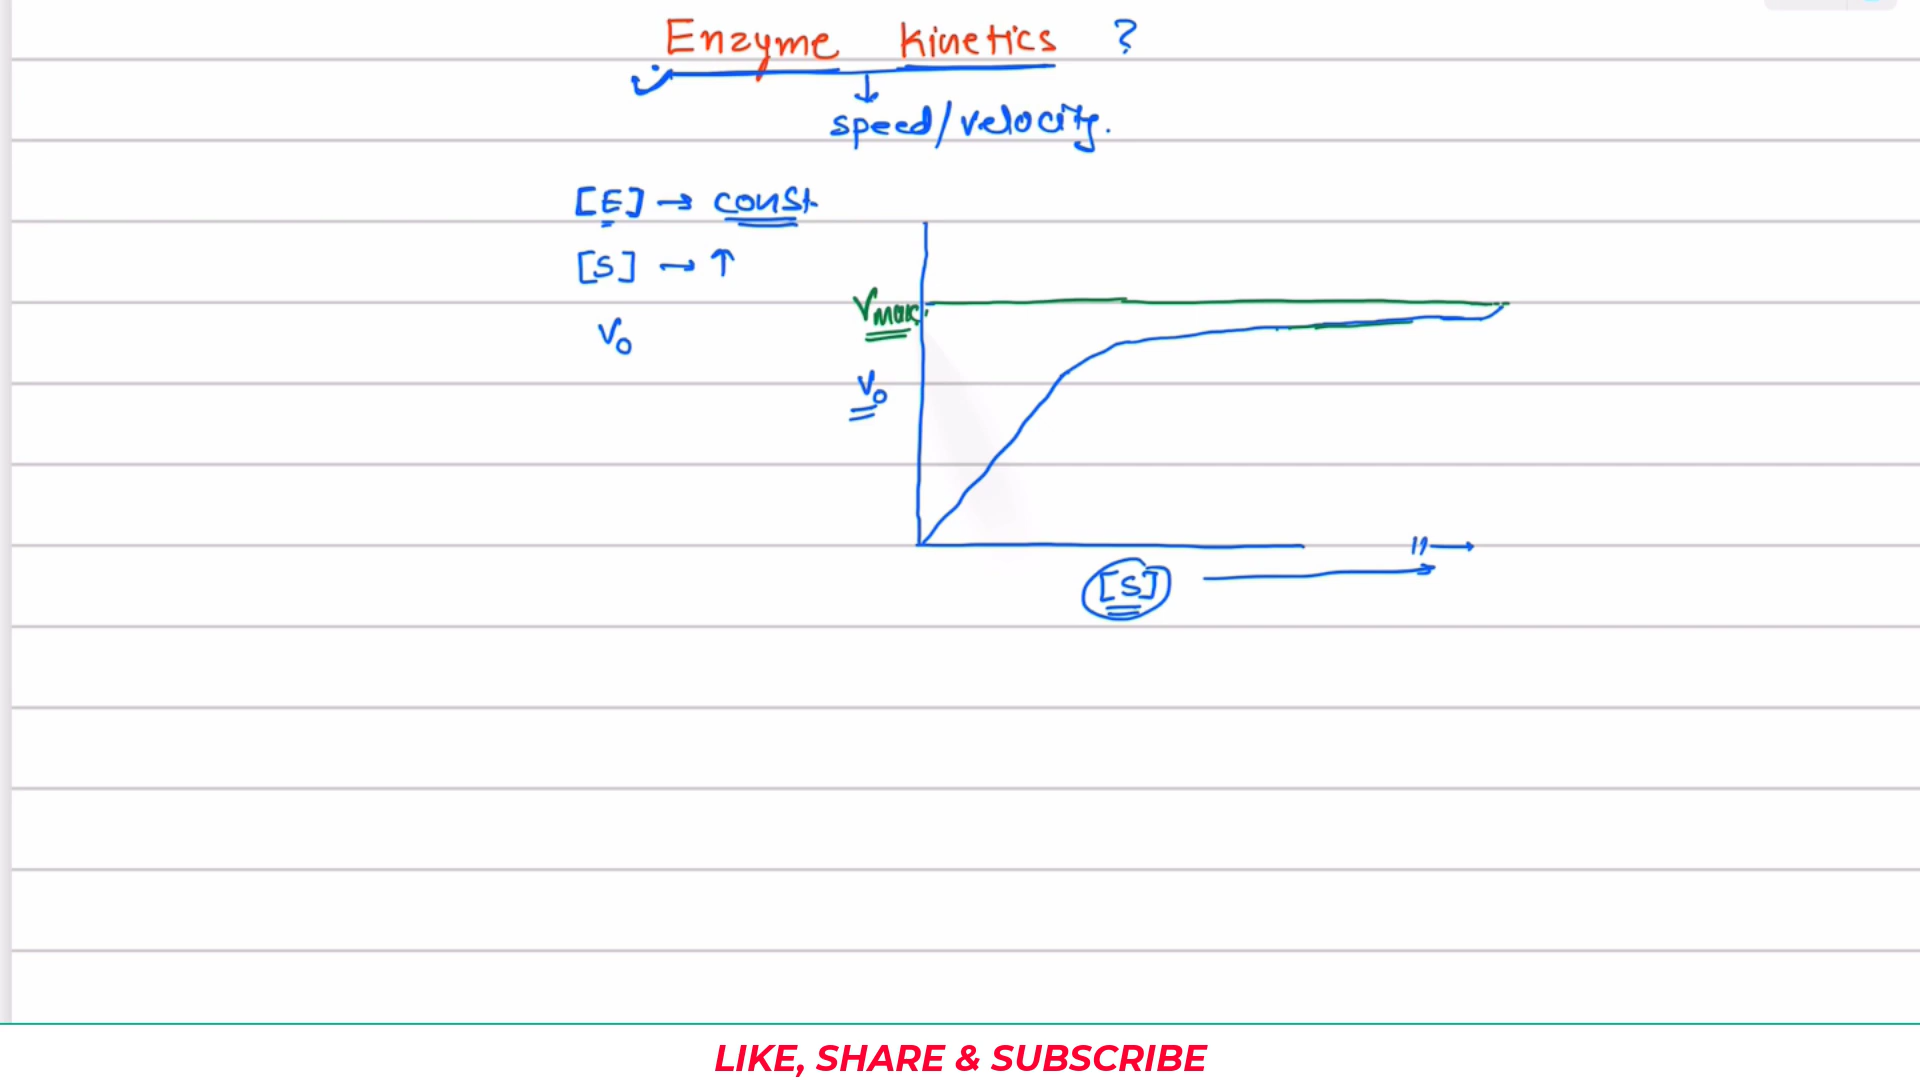 Enzyme kinetics ?
speed/velocity.
[E] → const
[S] → ↑
Vmax
V₀
V₀
[S]
LIKE, SHARE & SUBSCRIBE